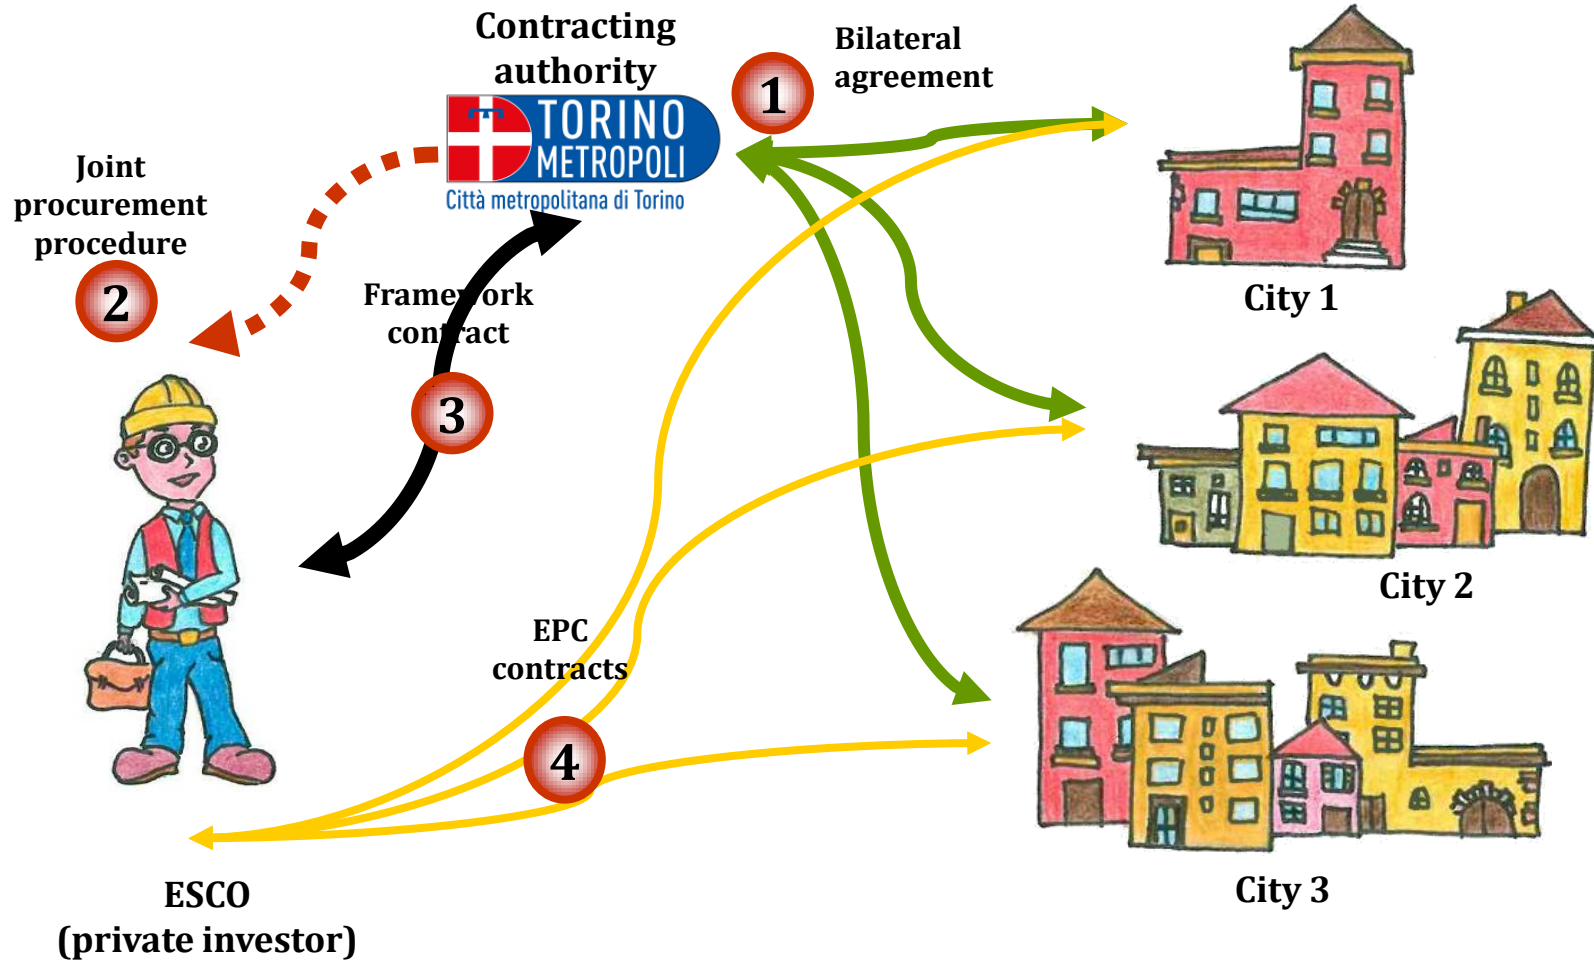 Contracting
authority
TORINO
METROPOLI
Città metropolitana di Torino
1
Bilateral
agreement
Joint
procurement
procedure
2
Framework
contract
3
City 1
City 2
EPC
contracts
4
City 3
ESCO
(private investor)